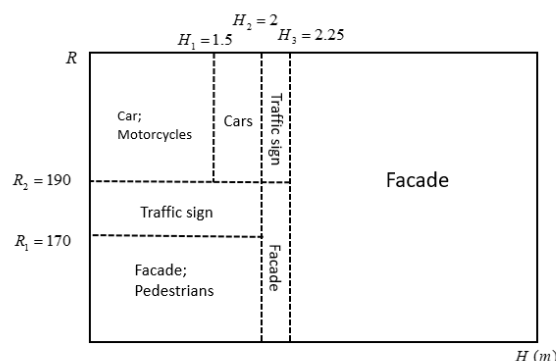 H₂ = 2
H₁ = 1.5
H₃ = 2.25
R
Car;
Motorcycles
Cars
Traffic sign
Facade
R₂ = 190
Traffic sign
R₁ = 170
Facade;
Pedestrians
Facade
H (m)